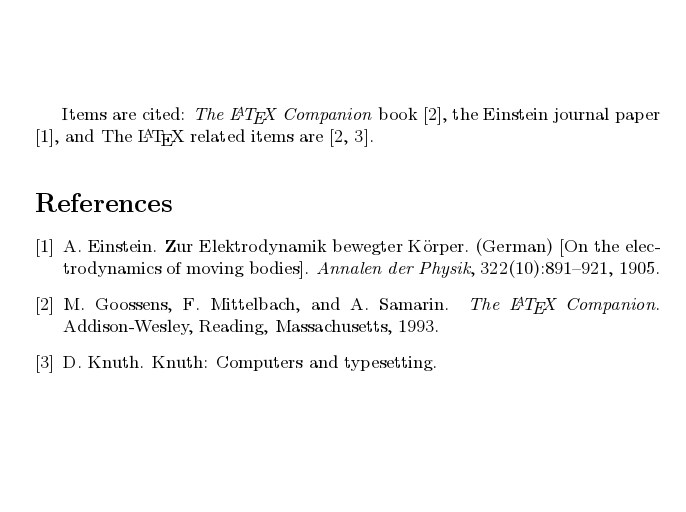 Items are cited: The LATEX Companion book [2], the Einstein journal paper
[1], and The LATEX related items are [2, 3].
References
[1] A. Einstein. Zur Elektrodynamik bewegter Körper. (German) [On the elec-
trodynamics of moving bodies]. Annalen der Physik, 322(10):891–921, 1905.
[2] M. Goossens, F. Mittelbach, and A. Samarin. The LATEX Companion.
Addison-Wesley, Reading, Massachusetts, 1993.
[3] D. Knuth. Knuth: Computers and typesetting.